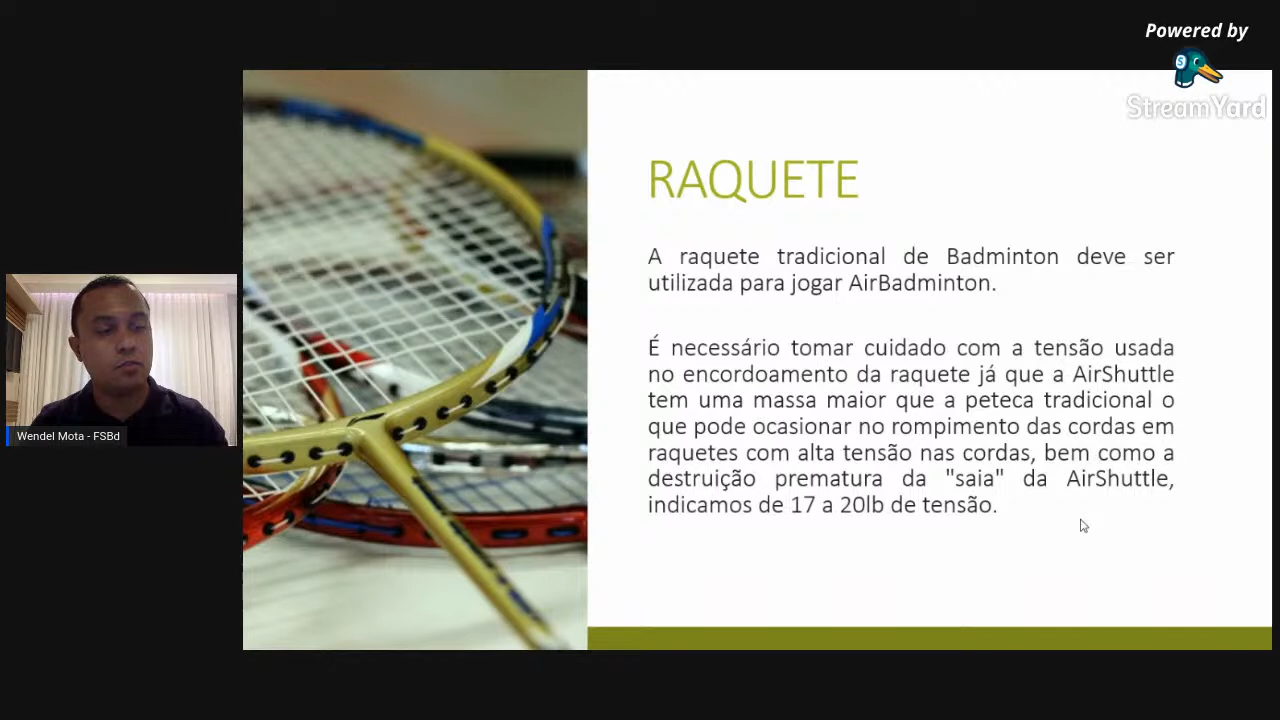 Powered by
StreamYard
RAQUETE
A raquete tradicional de Badminton deve ser
utilizada para jogar AirBadminton.
É necessário tomar cuidado com a tensão usada
no encordoamento da raquete já que a AirShuttle
tem uma massa maior que a peteca tradicional o
que pode ocasionar no rompimento das cordas em
raquetes com alta tensão nas cordas, bem como a
destruição prematura da "saia" da AirShuttle,
indicamos de 17 a 20lb de tensão.
Wendel Mota - FSBd